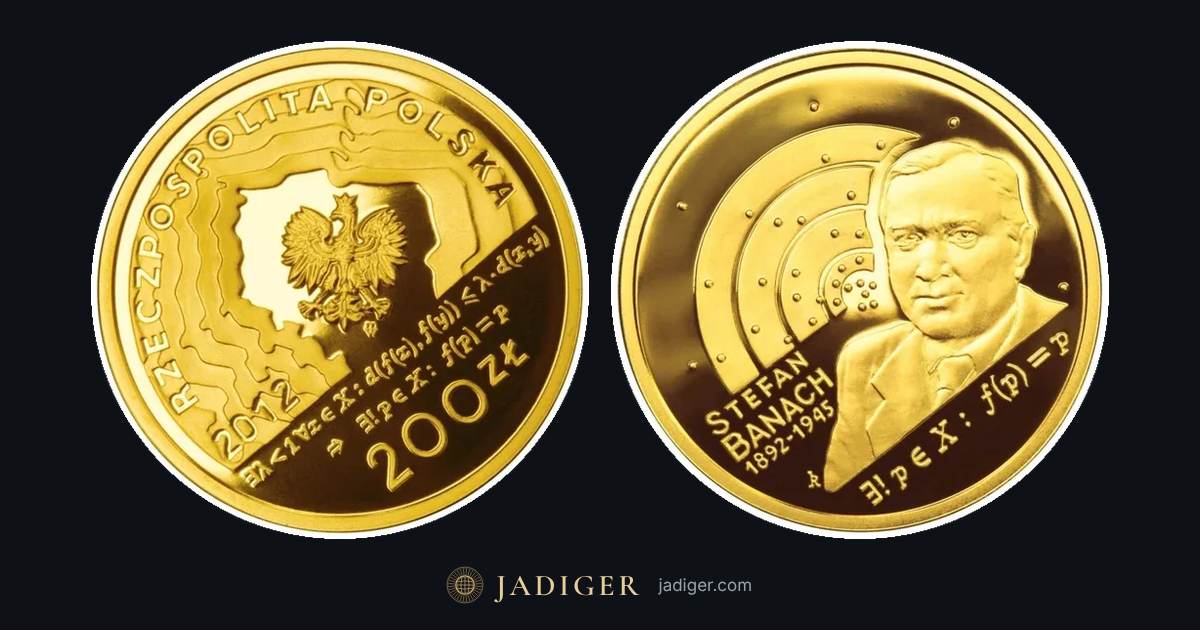 RZECZPOSPOLITA POLSKA
2012
∃λ<1 ∀x∈X: d(f(x), f(y)) ≤ λ·d(x,y)
⇒ ∃! p∈X: f(p)=p
200 ZŁ
STEFAN
BANACH
1892-1945
∃! p∈X: f(p)=p
JADIGER
jadiger.com